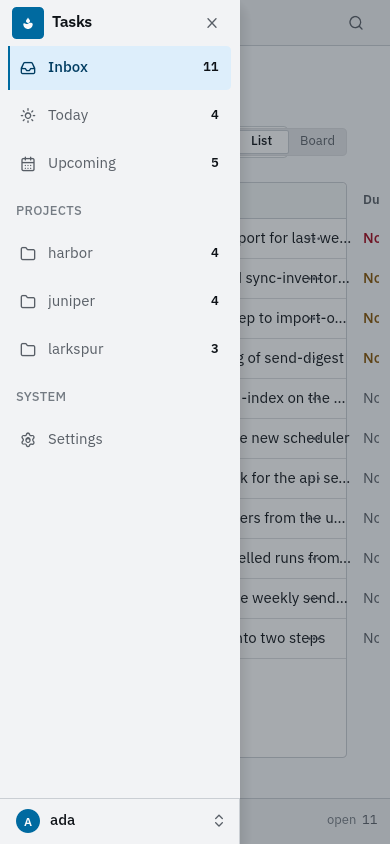 Tasks
Inbox 11
Today 4
Upcoming 5
PROJECTS
harbor 4
juniper 4
larkspur 3
SYSTEM
Settings
A ada
List Board
port for last we...
sync-inventor...
ep to import-o...
g of send-digest
-index on the ...
e new scheduler
k for the api se...
ers from the u...
elled runs from...
e weekly send...
nto two steps
open 11